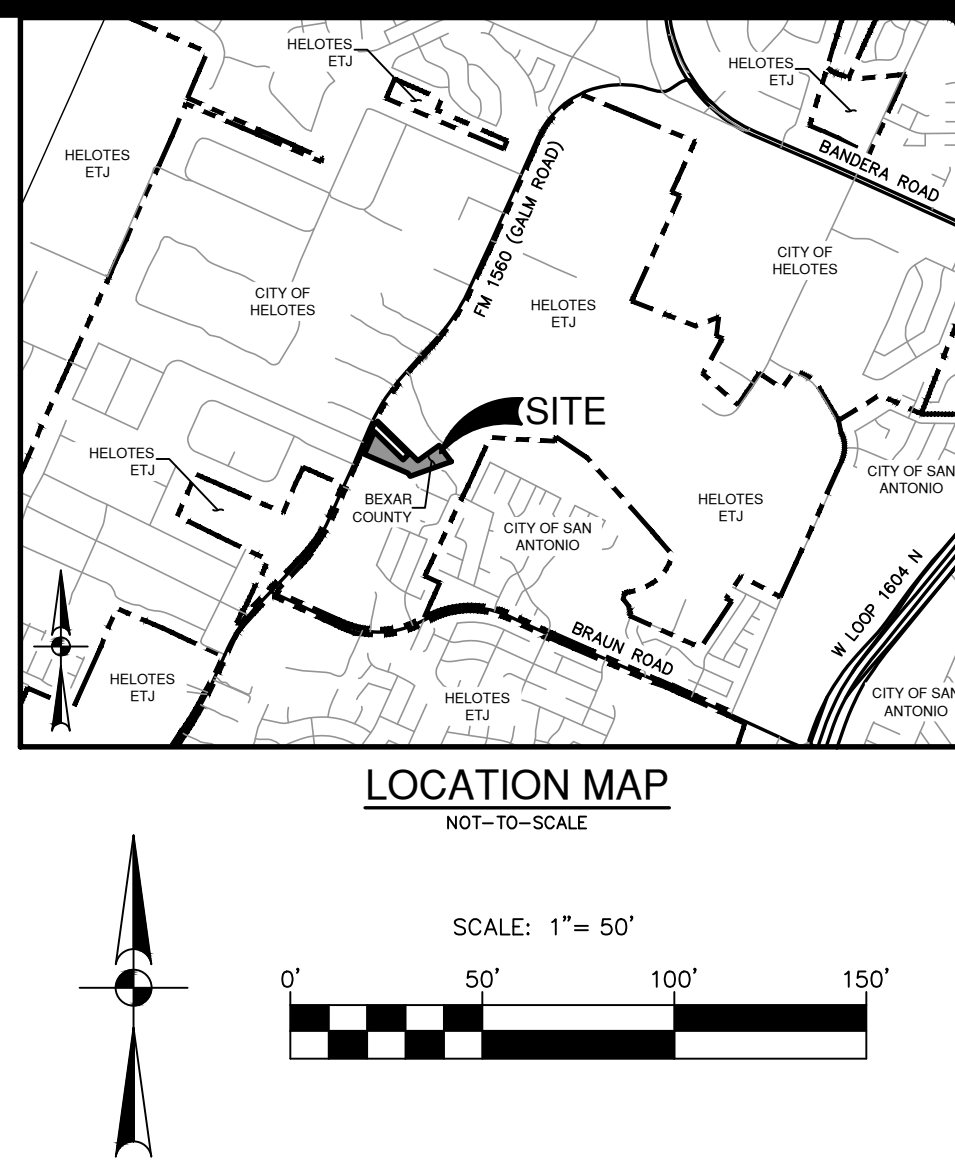 HELOTES
ETJ
HELOTES
ETJ
BANDERA ROAD
HELOTES
ETJ
FM 1560 (GALM ROAD)
CITY OF
HELOTES
CITY OF
HELOTES
HELOTES
ETJ
SITE
HELOTES
ETJ
BEXAR
COUNTY
CITY OF SAN
ANTONIO
HELOTES
ETJ
CITY OF SAN
ANTONIO
W LOOP 1604 N
BRAUN ROAD
HELOTES
ETJ
HELOTES
ETJ
CITY OF SAN
ANTONIO
LOCATION MAP
NOT-TO-SCALE
SCALE: 1"= 50'
0' 50' 100' 150'